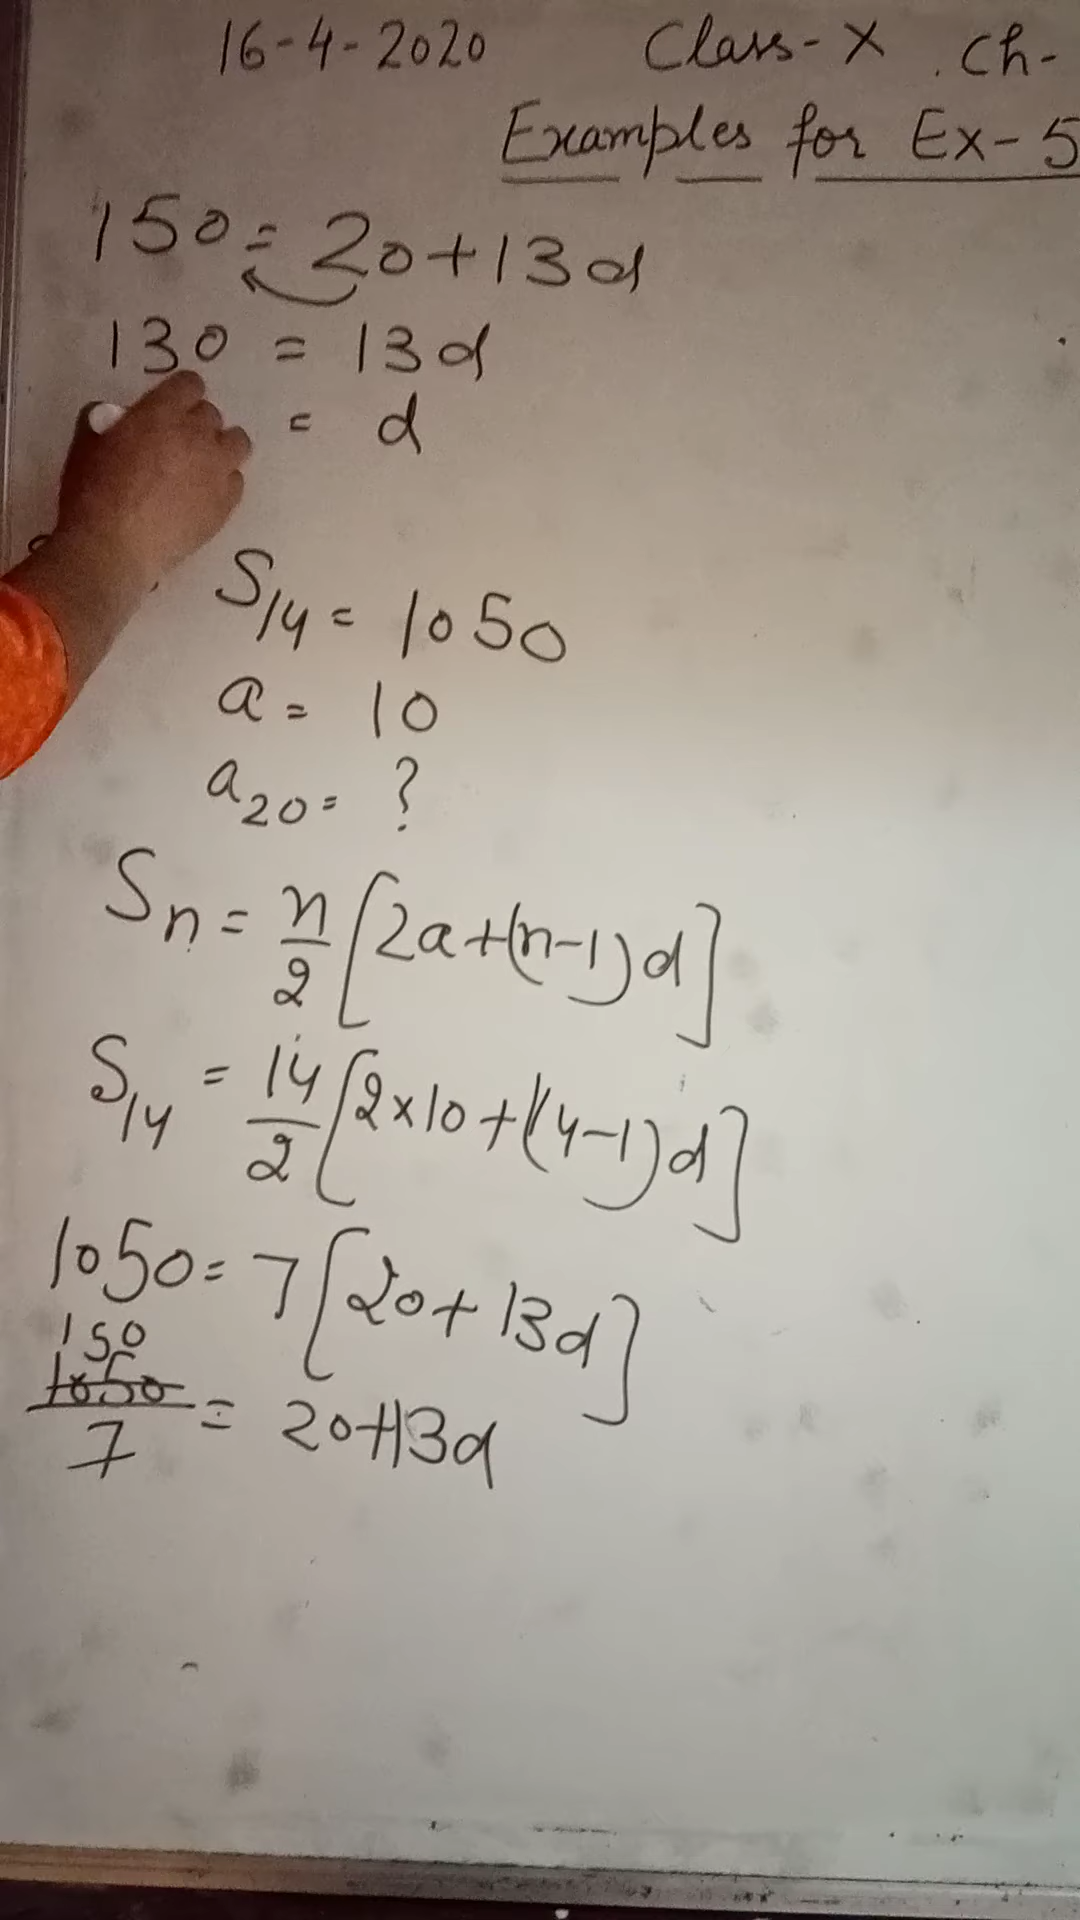 16-4-2020 Class-X . Ch-
Examples for Ex-5
150 = 20+13d
130 = 13d
= d
S14 = 1050
a = 10
a20 = ?
Sn = n/2 [2a+(n-1)d]
S14 = 14/2 [2×10+(14-1)d]
1050 = 7[20+13d]
150
1050/7 = 20+13d